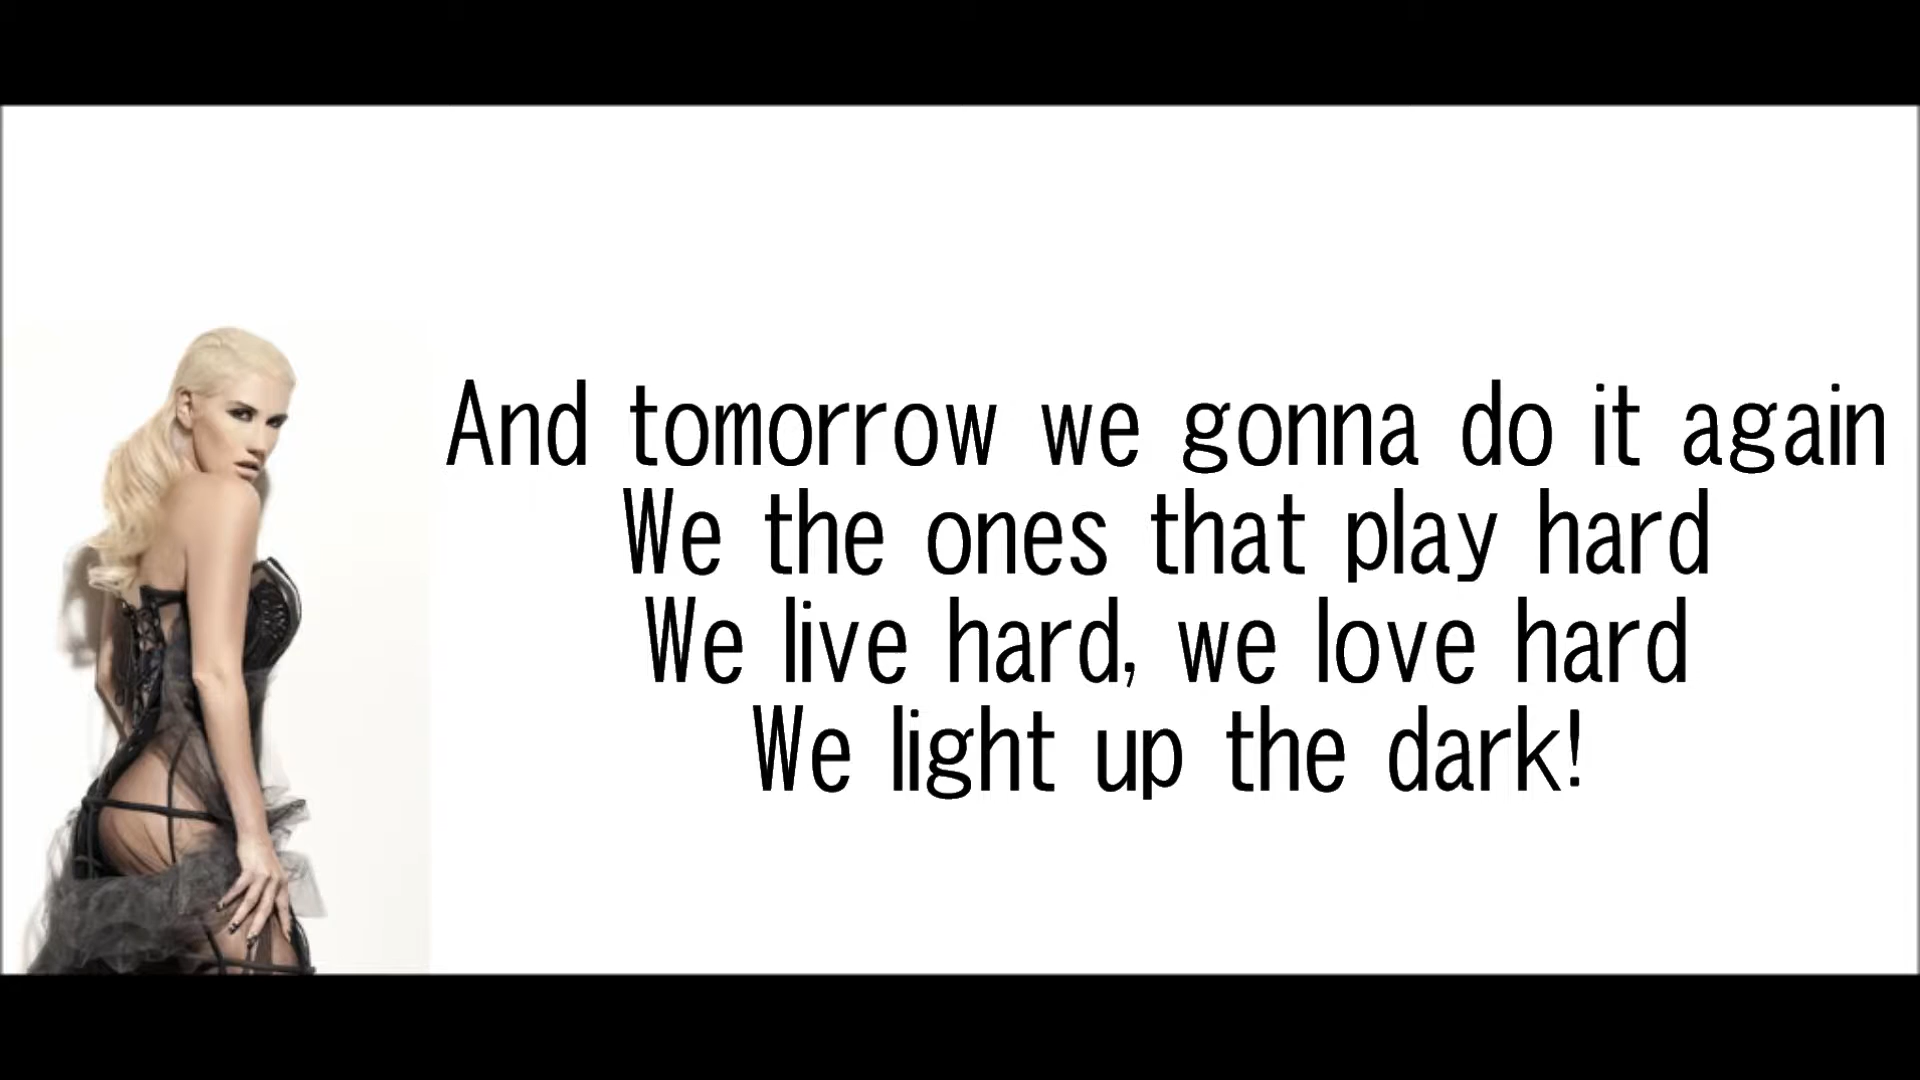 And tomorrow we gonna do it again
We the ones that play hard
We live hard, we love hard
We light up the dark!